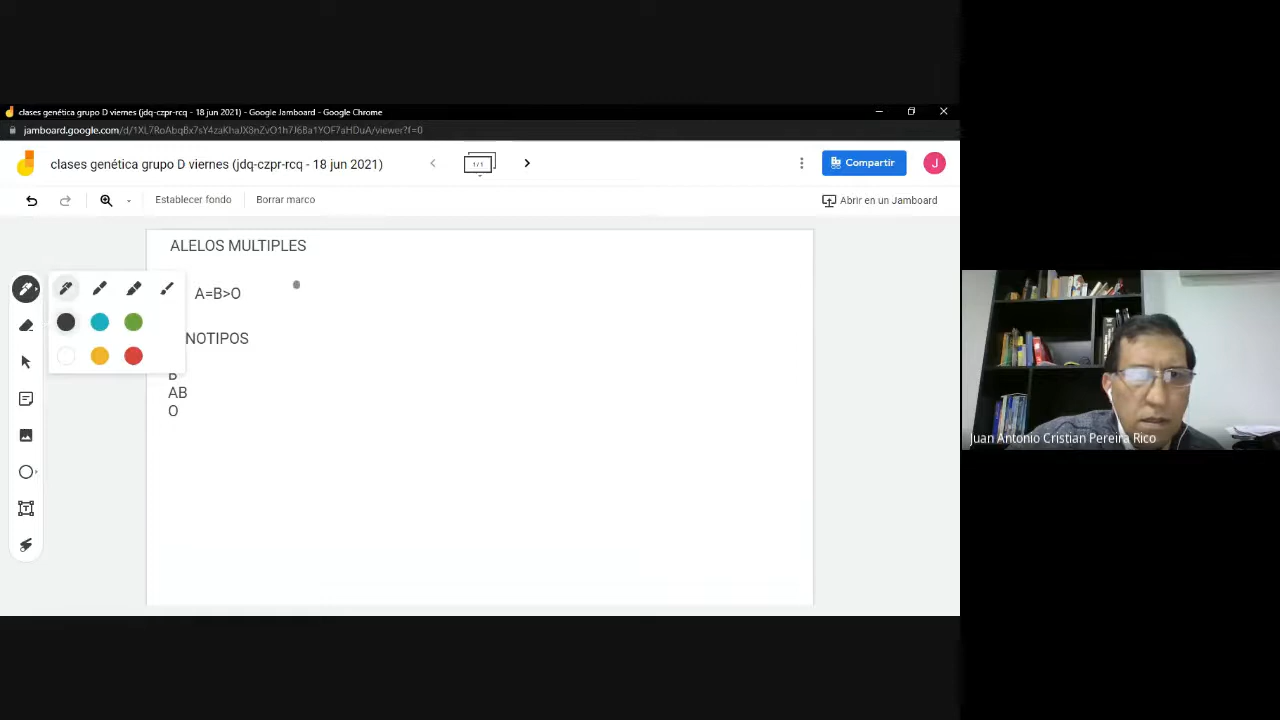 clases genética grupo D viernes (jdq-czpr-rcq - 18 jun 2021) - Google Jamboard - Google Chrome
clases genética grupo D viernes (jdq-czpr-rcq - 18 jun 2021)
1/1
Compartir
J
Establecer fondo
Borrar marco
Abrir en un Jamboard
ALELOS MULTIPLES
A=B>O
NOTIPOS
B
AB
O
Juan Antonio Cristian Pereira Rico